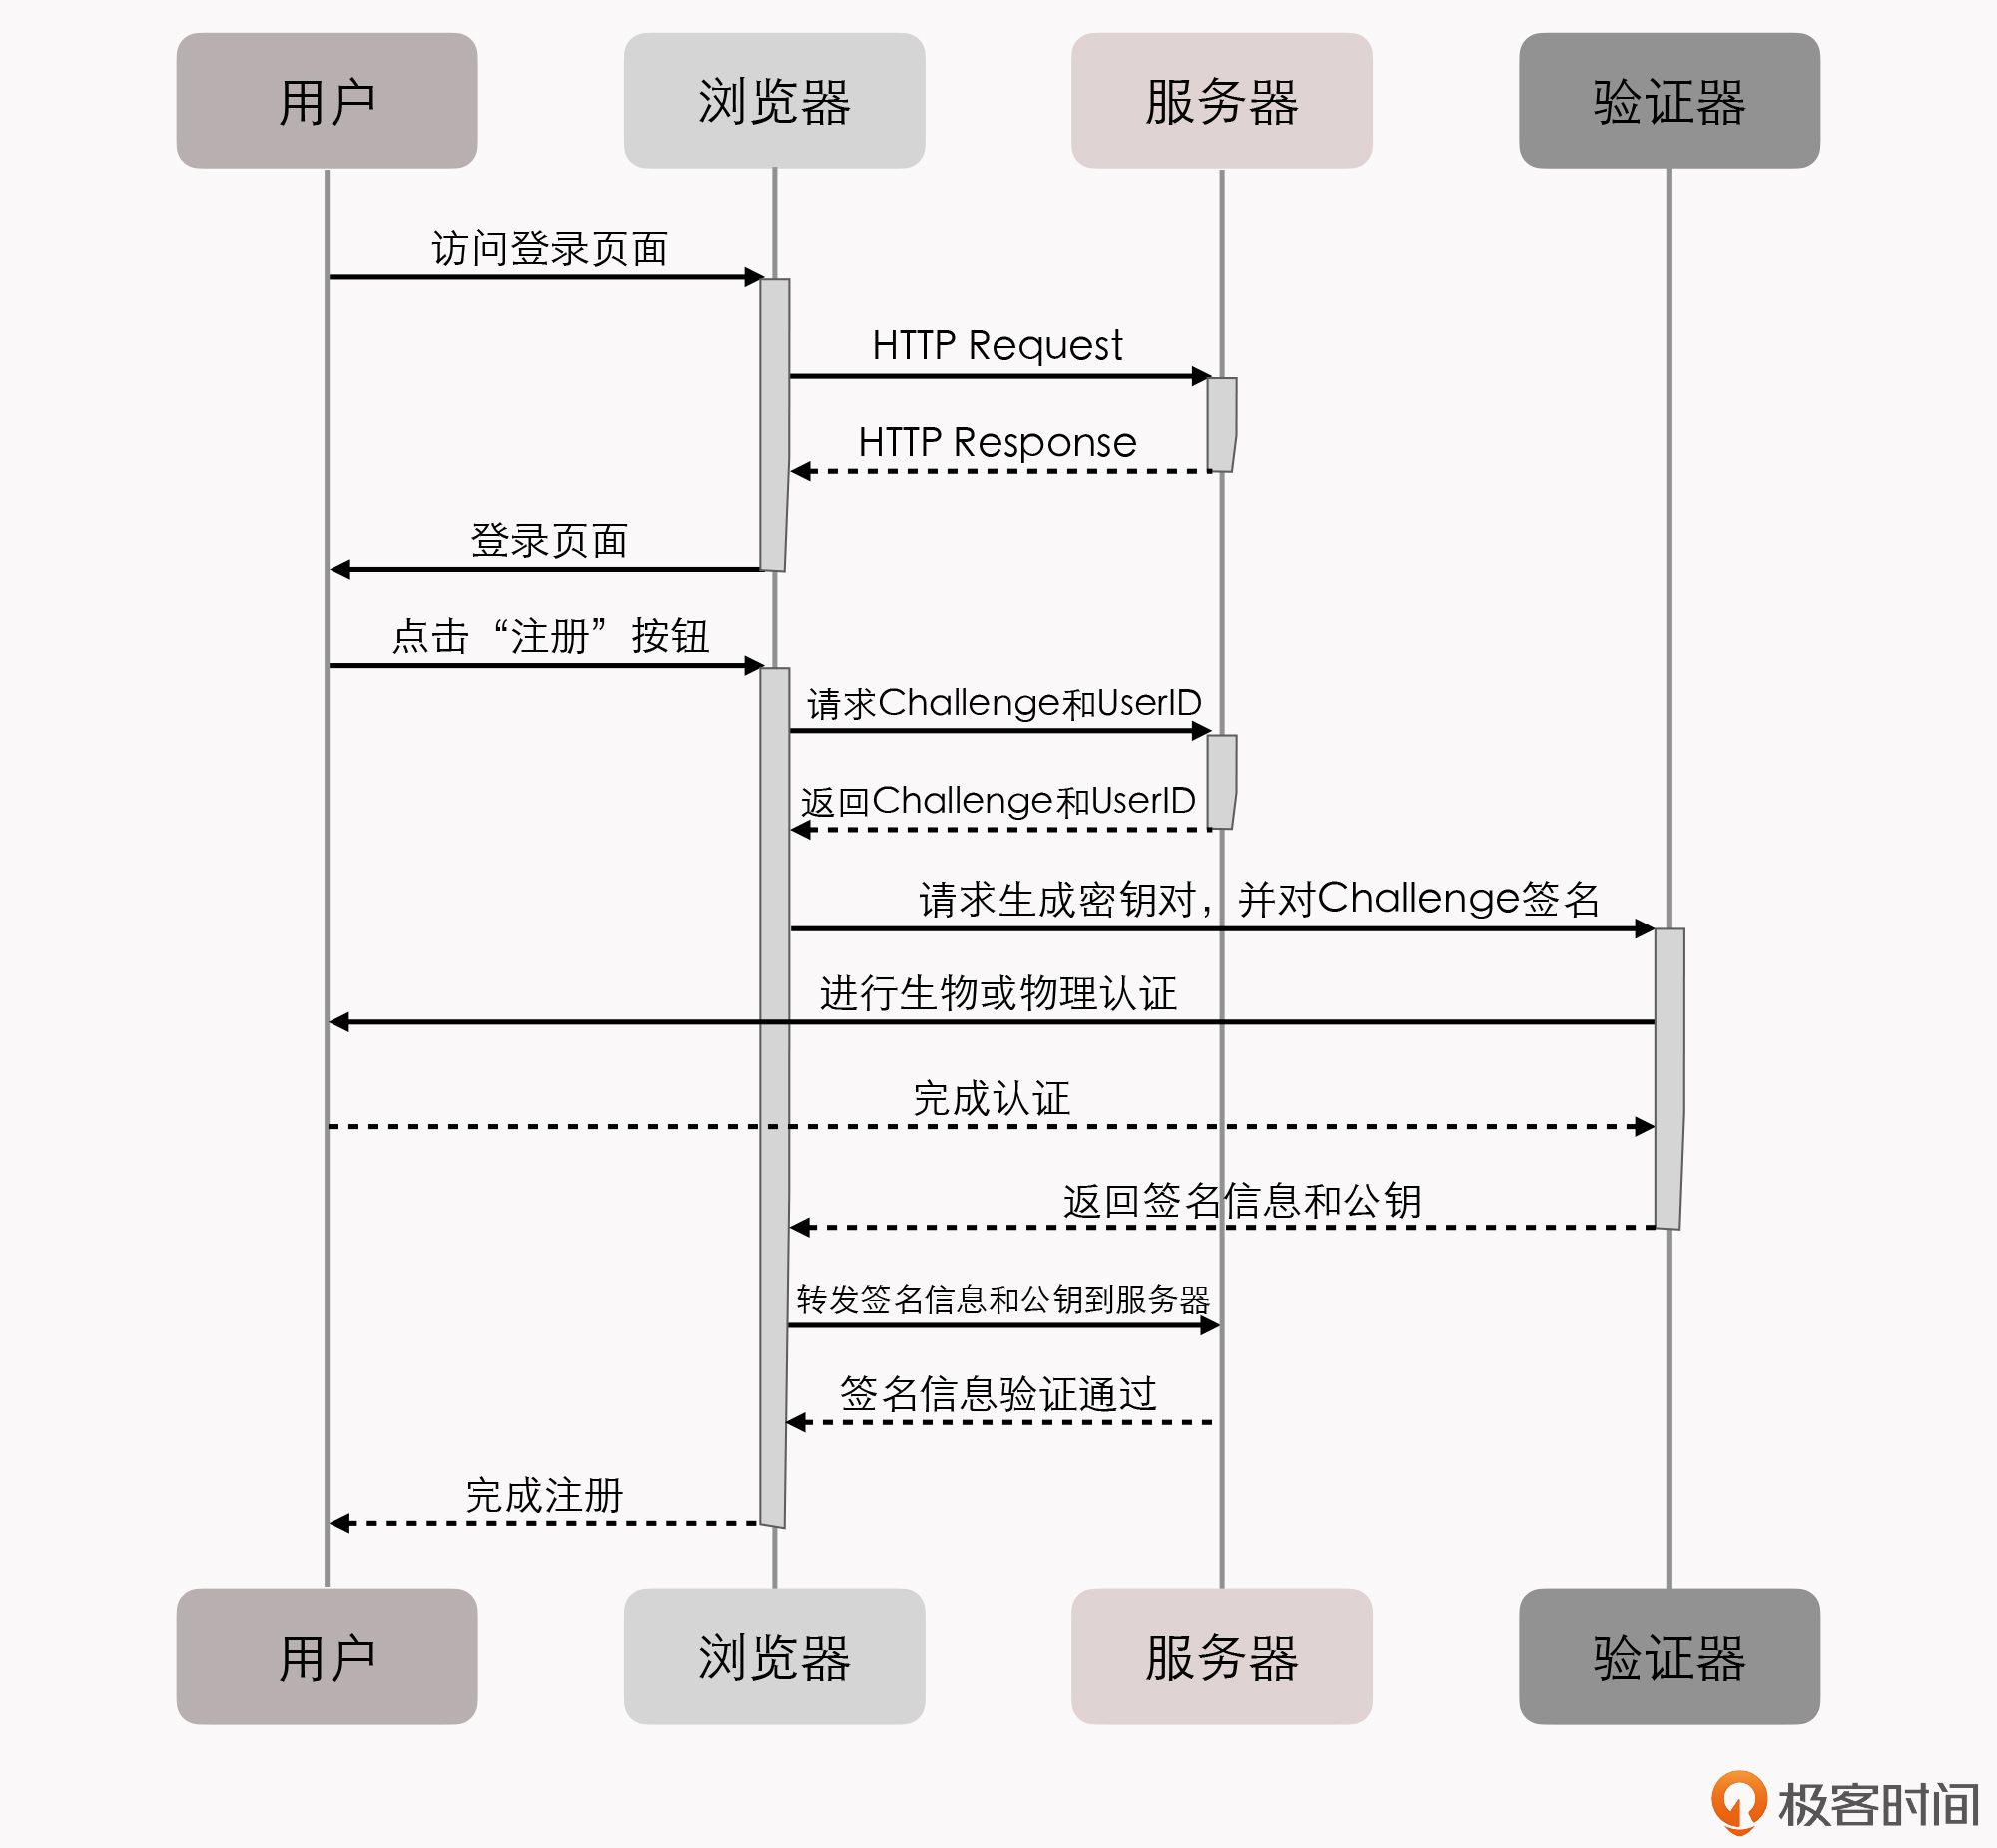 用户
浏览器
服务器
验证器
访问登录页面
HTTP Request
HTTP Response
登录页面
点击“注册”按钮
请求Challenge和UserID
返回Challenge和UserID
请求生成密钥对，并对Challenge签名
进行生物或物理认证
完成认证
返回签名信息和公钥
转发签名信息和公钥到服务器
签名信息验证通过
完成注册
用户
浏览器
服务器
验证器
极客时间